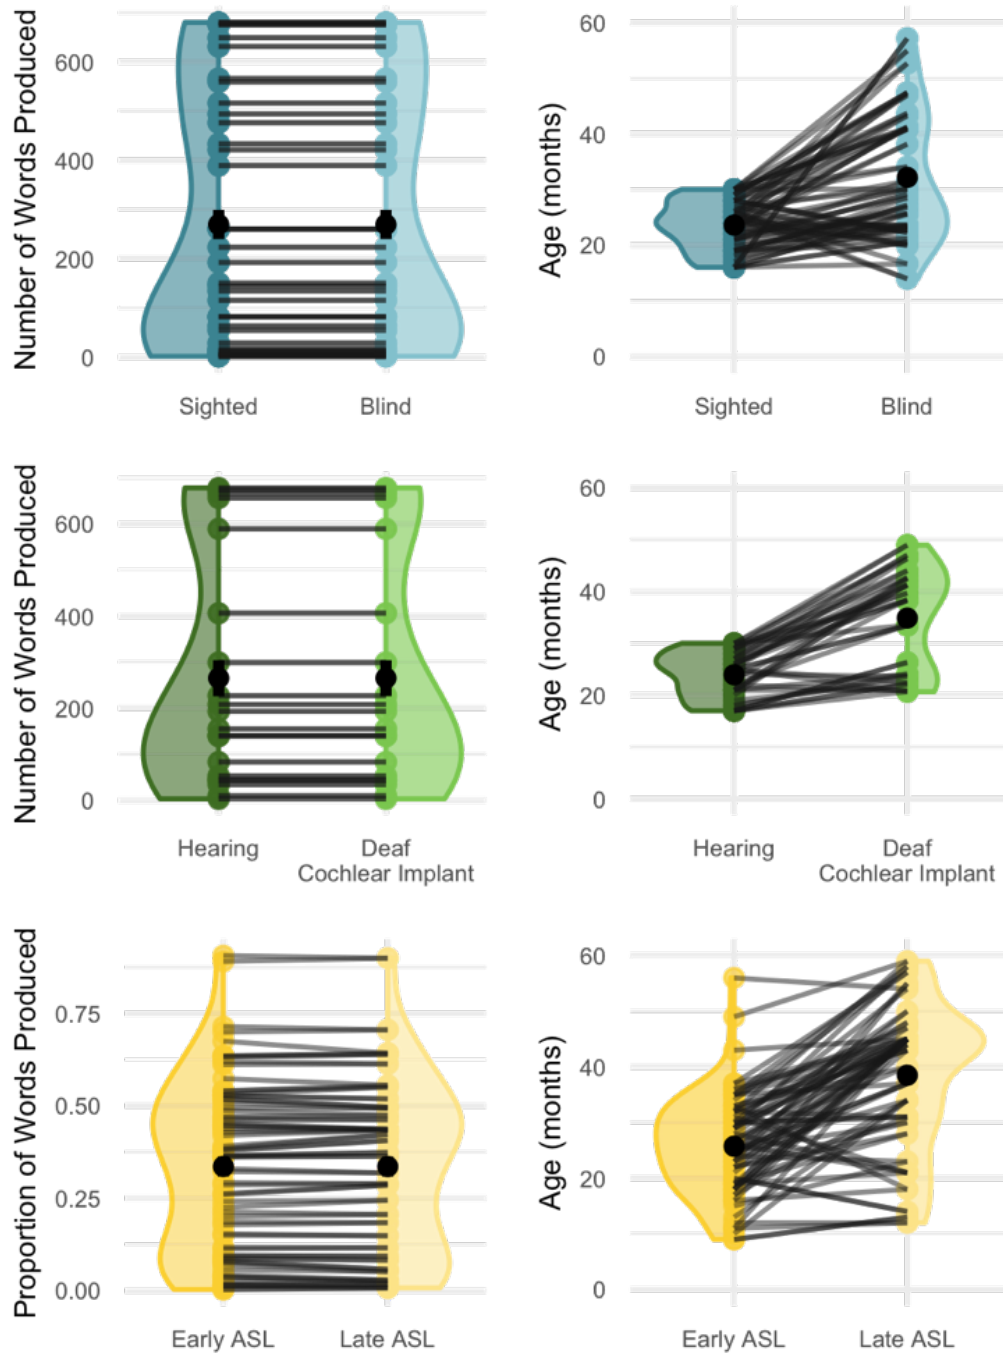 Number of Words Produced
600
400
200
0
Sighted
Blind
Age (months)
60
40
20
0
Sighted
Blind
Number of Words Produced
600
400
200
0
Hearing
Deaf
Cochlear Implant
Age (months)
60
40
20
0
Hearing
Deaf
Cochlear Implant
Proportion of Words Produced
0.75
0.50
0.25
0.00
Early ASL
Late ASL
Age (months)
60
40
20
0
Early ASL
Late ASL